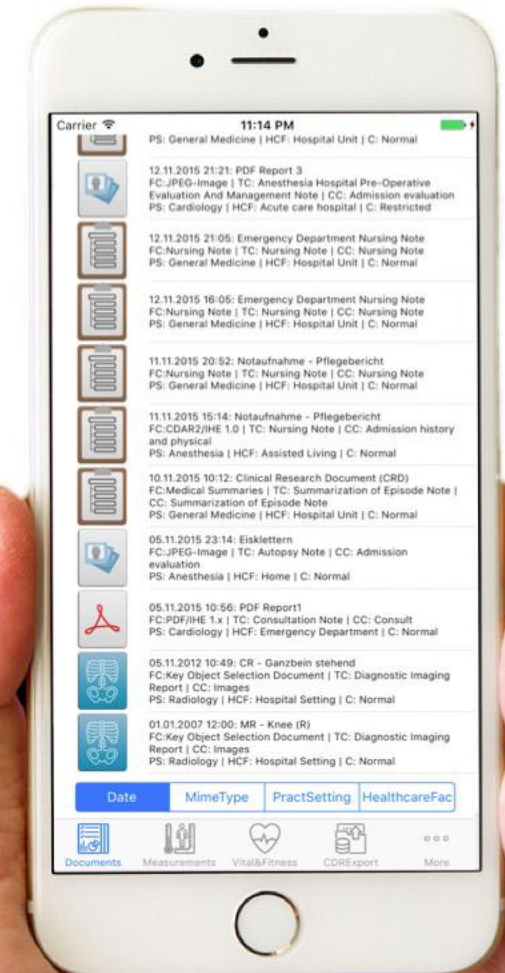 Carrier 11:14 PM
PS: General Medicine | HCF: Hospital Unit | C: Normal
12.11.2015 21:21: PDF Report 3
FC:JPEG-Image | TC: Anesthesia Hospital Pre-Operative
Evaluation And Management Note | CC: Admission evaluation
PS: Cardiology | HCF: Acute care hospital | C: Restricted
12.11.2015 21:05: Emergency Department Nursing Note
FC:Nursing Note | TC: Nursing Note | CC: Nursing Note
PS: General Medicine | HCF: Hospital Unit | C: Normal
12.11.2015 16:05: Emergency Department Nursing Note
FC:Nursing Note | TC: Nursing Note | CC: Nursing Note
PS: General Medicine | HCF: Hospital Unit | C: Normal
11.11.2015 20:52: Notaufnahme - Pflegebericht
FC:Nursing Note | TC: Nursing Note | CC: Nursing Note
PS: General Medicine | HCF: Hospital Unit | C: Normal
11.11.2015 15:14: Notaufnahme - Pflegebericht
FC:CDAR2/IHE 1.0 | TC: Nursing Note | CC: Admission history
and physical
PS: Anesthesia | HCF: Assisted Living | C: Normal
10.11.2015 10:12: Clinical Research Document (CRD)
FC:Medical Summaries | TC: Summarization of Episode Note |
CC: Summarization of Episode Note
PS: General Medicine | HCF: Hospital Unit | C: Normal
05.11.2015 23:14: Eisklettern
FC:JPEG-Image | TC: Autopsy Note | CC: Admission
evaluation
PS: Anesthesia | HCF: Home | C: Normal
05.11.2015 10:56: PDF Report1
FC:PDF/IHE 1.x | TC: Consultation Note | CC: Consult
PS: Cardiology | HCF: Emergency Department | C: Normal
05.11.2012 10:49: CR - Ganzbein stehend
FC:Key Object Selection Document | TC: Diagnostic Imaging
Report | CC: Images
PS: Radiology | HCF: Hospital Setting | C: Normal
01.01.2007 12:00: MR - Knee (R)
FC:Key Object Selection Document | TC: Diagnostic Imaging
Report | CC: Images
PS: Radiology | HCF: Hospital Setting | C: Normal
Date MimeType PractSetting HealthcareFac
Documents Measurements Vital&Fitness CDRExport More